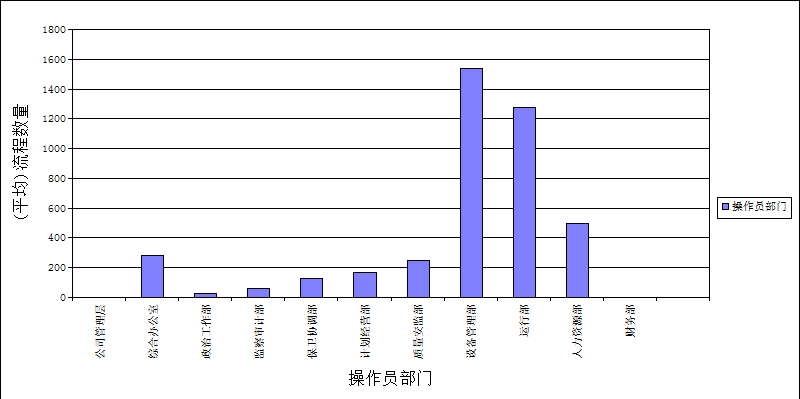 1800
1600
1400
1200
1000
800
600
400
200
0
(平均)流程数量
公司管理层
综合办公室
政治工作部
监察审计部
保卫协调部
计划经营部
质量安监部
设备管理部
运行部
人力资源部
财务部
操作员部门
操作员部门